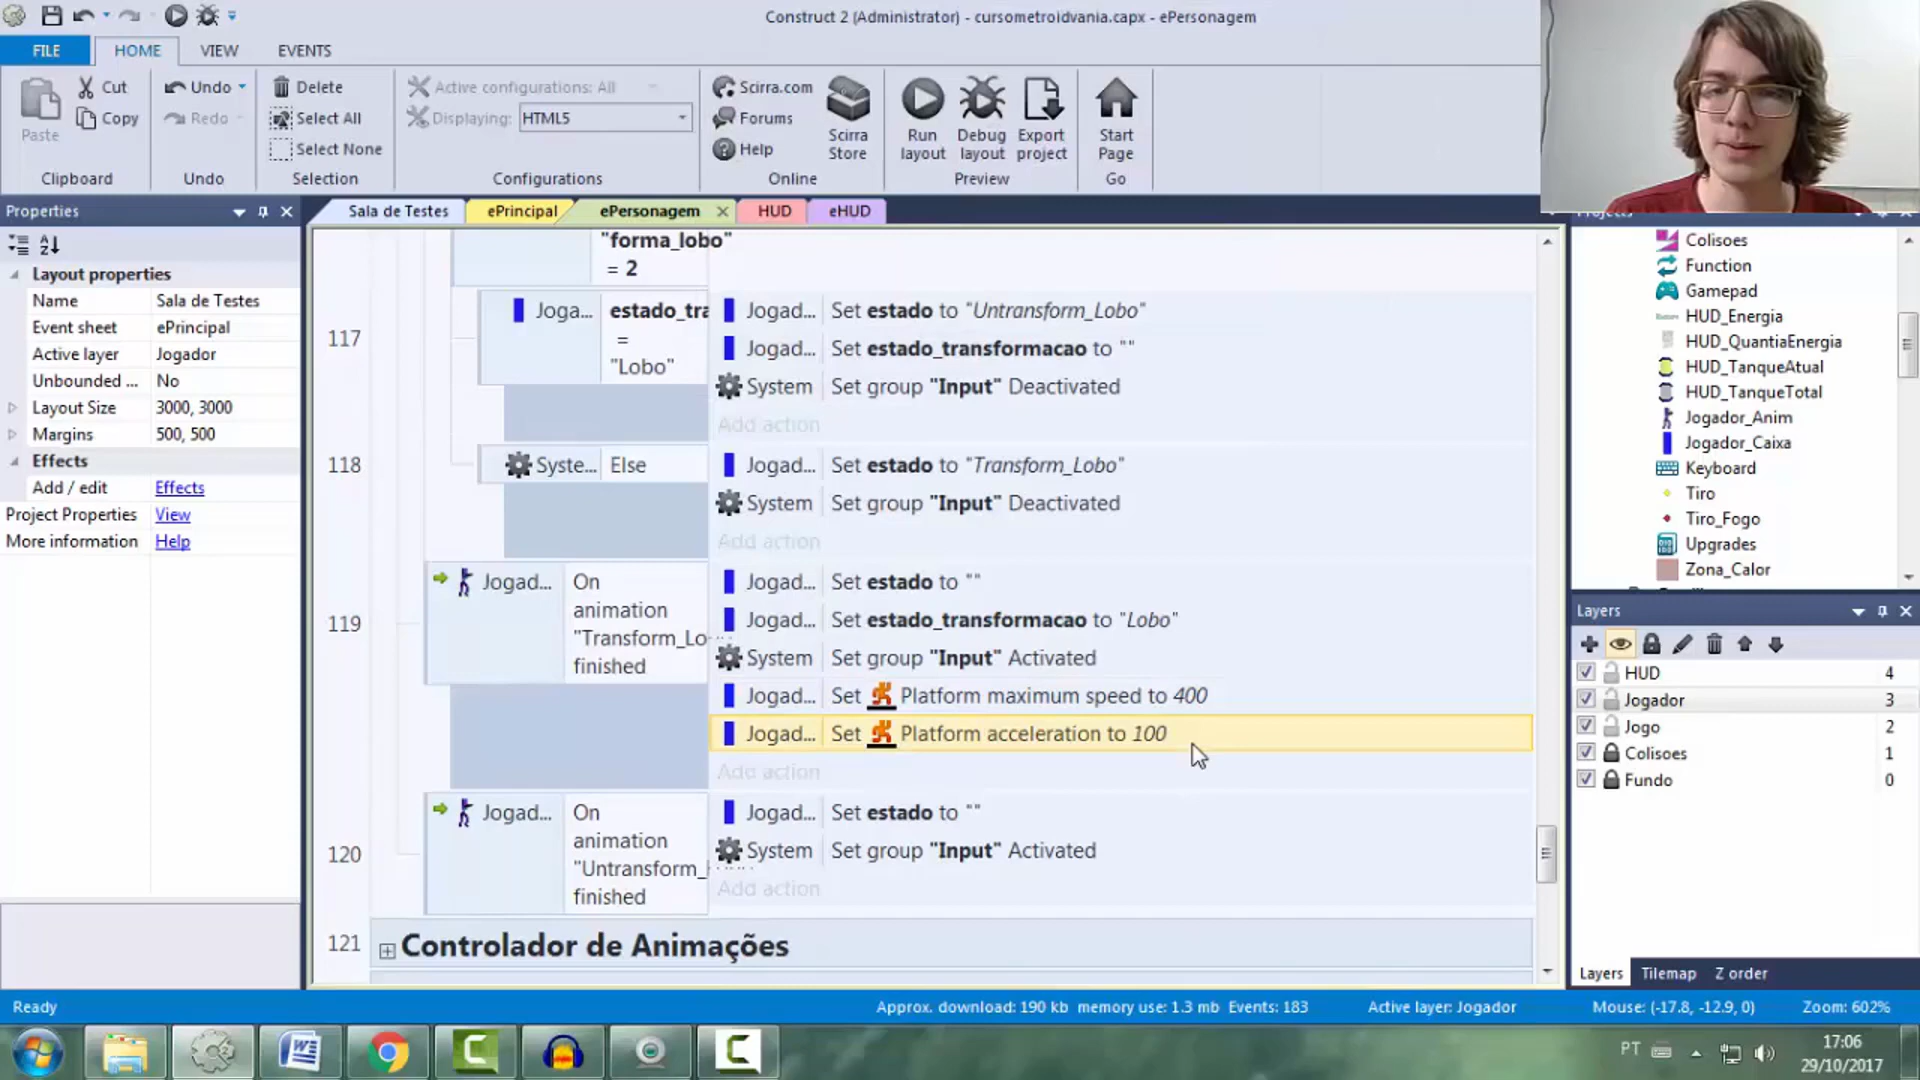 Construct 2 (Administrator) - cursometroidvania.capx - ePersonagem
FILE HOME VIEW EVENTS
Paste
Cut
Copy
Clipboard
Undo
Redo
Undo
Delete
Select All
Select None
Selection
Active configurations: All
Displaying: HTML5
Configurations
Scirra.com
Forums
Help
Scirra Store
Online
Run layout
Debug layout
Export project
Preview
Start Page
Go
Properties
Layout properties
Name Sala de Testes
Event sheet ePrincipal
Active layer Jogador
Unbounded ... No
Layout Size 3000, 3000
Margins 500, 500
Effects
Add / edit Effects
Project Properties View
More information Help
Sala de Testes ePrincipal ePersonagem HUD eHUD
"forma_lobo"
= 2
117
Joga...
estado_tra
=
"Lobo"
Jogad... Set estado to "Untransform_Lobo"
Jogad... Set estado_transformacao to ""
System Set group "Input" Deactivated
Add action
118
Syste... Else
Jogad... Set estado to "Transform_Lobo"
System Set group "Input" Deactivated
Add action
119
Jogad...
On
animation
"Transform_Lo
finished
Jogad... Set estado to ""
Jogad... Set estado_transformacao to "Lobo"
System Set group "Input" Activated
Jogad... Set Platform maximum speed to 400
Jogad... Set Platform acceleration to 100
Add action
120
Jogad...
On
animation
"Untransform_
finished
Jogad... Set estado to ""
System Set group "Input" Activated
Add action
121 Controlador de Animações
Colisoes
Function
Gamepad
HUD_Energia
HUD_QuantiaEnergia
HUD_TanqueAtual
HUD_TanqueTotal
Jogador_Anim
Jogador_Caixa
Keyboard
Tiro
Tiro_Fogo
Upgrades
Zona_Calor
Layers
HUD 4
Jogador 3
Jogo 2
Colisoes 1
Fundo 0
Layers Tilemap Z order
Ready
Approx. download: 190 kb memory use: 1.3 mb Events: 183 Active layer: Jogador Mouse: (-17.8, -12.9, 0) Zoom: 602%
PT
17:06
29/10/2017